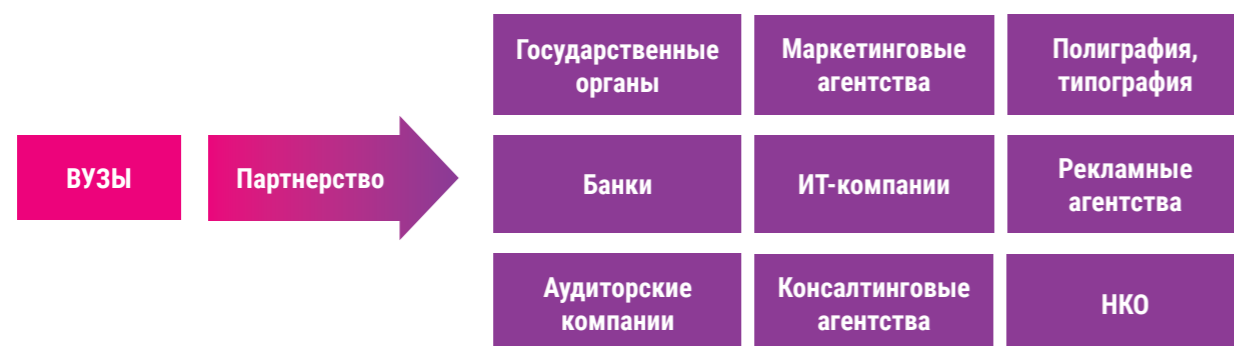 ВУЗЫ
Партнерство
Государственные
органы
Маркетинговые
агентства
Полиграфия,
типография
Банки
ИТ-компании
Рекламные
агентства
Аудиторские
компании
Консалтинговые
агентства
НКО